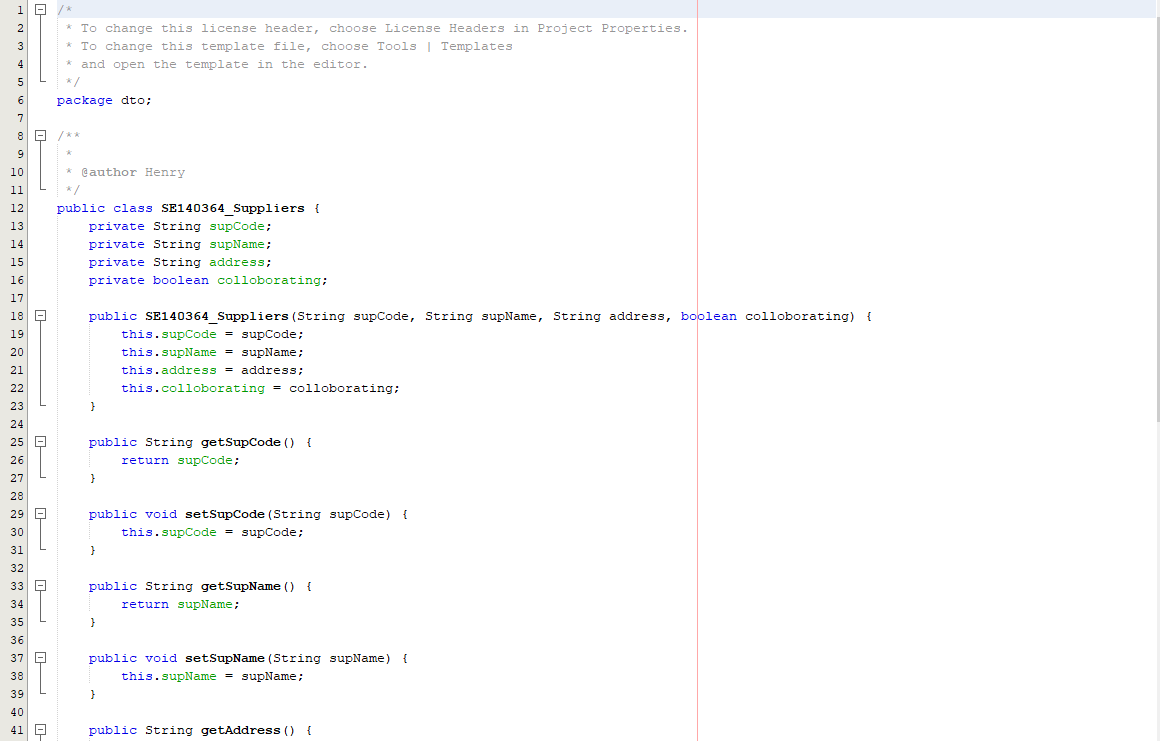 1 /*
2  * To change this license header, choose License Headers in Project Properties.
3  * To change this template file, choose Tools | Templates
4  * and open the template in the editor.
5  */
6 package dto;
7
8 /**
9  *
10  * @author Henry
11  */
12 public class SE140364_Suppliers {
13     private String supCode;
14     private String supName;
15     private String address;
16     private boolean colloborating;
17
18     public SE140364_Suppliers(String supCode, String supName, String address, boolean colloborating) {
19         this.supCode = supCode;
20         this.supName = supName;
21         this.address = address;
22         this.colloborating = colloborating;
23     }
24
25     public String getSupCode() {
26         return supCode;
27     }
28
29     public void setSupCode(String supCode) {
30         this.supCode = supCode;
31     }
32
33     public String getSupName() {
34         return supName;
35     }
36
37     public void setSupName(String supName) {
38         this.supName = supName;
39     }
40
41     public String getAddress() {